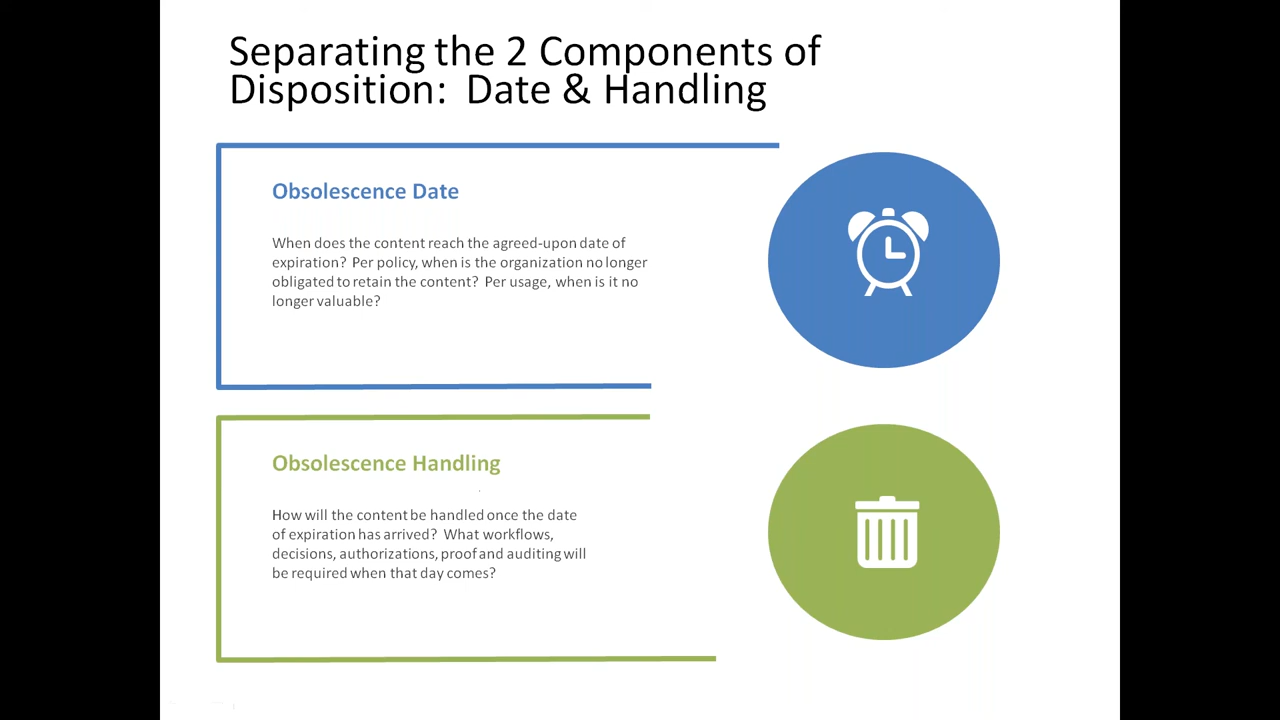 Separating the 2 Components of
Disposition: Date & Handling
Obsolescence Date
When does the content reach the agreed-upon date of
expiration? Per policy, when is the organization no longer
obligated to retain the content? Per usage, when is it no
longer valuable?
Obsolescence Handling
How will the content be handled once the date
of expiration has arrived? What workflows,
decisions, authorizations, proof and auditing will
be required when that day comes?